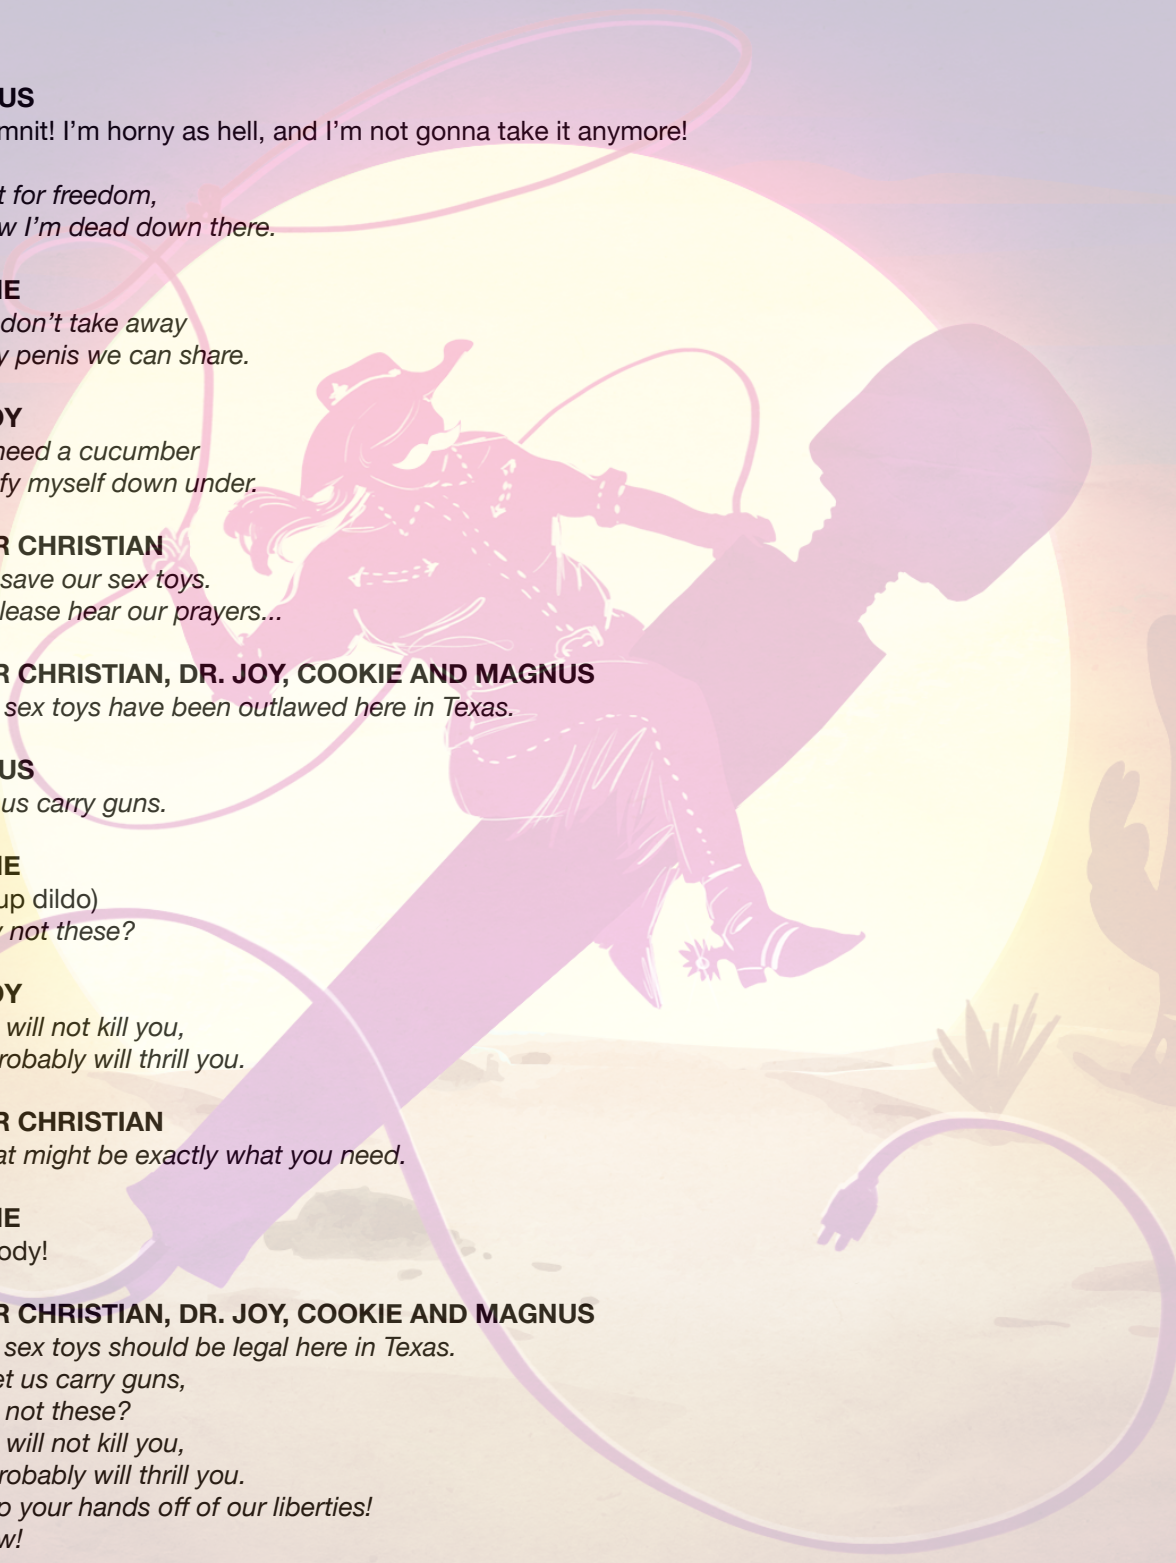 US
mnit! I’m horny as hell, and I’m not gonna take it anymore!
t for freedom,
w I’m dead down there.
IE
don’t take away
y penis we can share.
OY
need a cucumber
fy myself down under.
R CHRISTIAN
save our sex toys.
lease hear our prayers...
R CHRISTIAN, DR. JOY, COOKIE AND MAGNUS
sex toys have been outlawed here in Texas.
US
us carry guns.
IE
up dildo)
y not these?
OY
will not kill you,
robably will thrill you.
R CHRISTIAN
at might be exactly what you need.
IE
ody!
R CHRISTIAN, DR. JOY, COOKIE AND MAGNUS
sex toys should be legal here in Texas.
et us carry guns,
not these?
will not kill you,
robably will thrill you.
p your hands off of our liberties!
w!